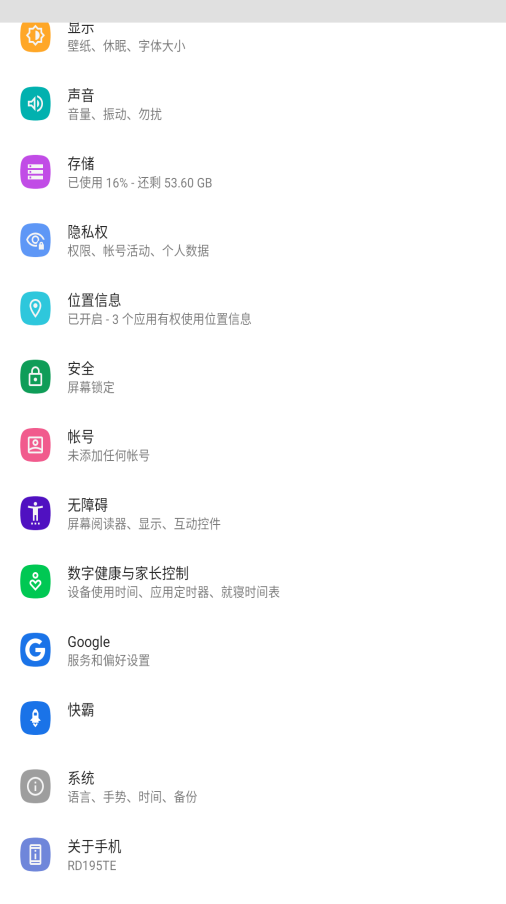 显示
壁纸、休眠、字体大小
声音
音量、振动、勿扰
存储
已使用 16% - 还剩 53.60 GB
隐私权
权限、帐号活动、个人数据
位置信息
已开启 - 3 个应用有权使用位置信息
安全
屏幕锁定
帐号
未添加任何帐号
无障碍
屏幕阅读器、显示、互动控件
数字健康与家长控制
设备使用时间、应用定时器、就寝时间表
Google
服务和偏好设置
快霸
系统
语言、手势、时间、备份
关于手机
RD195TE